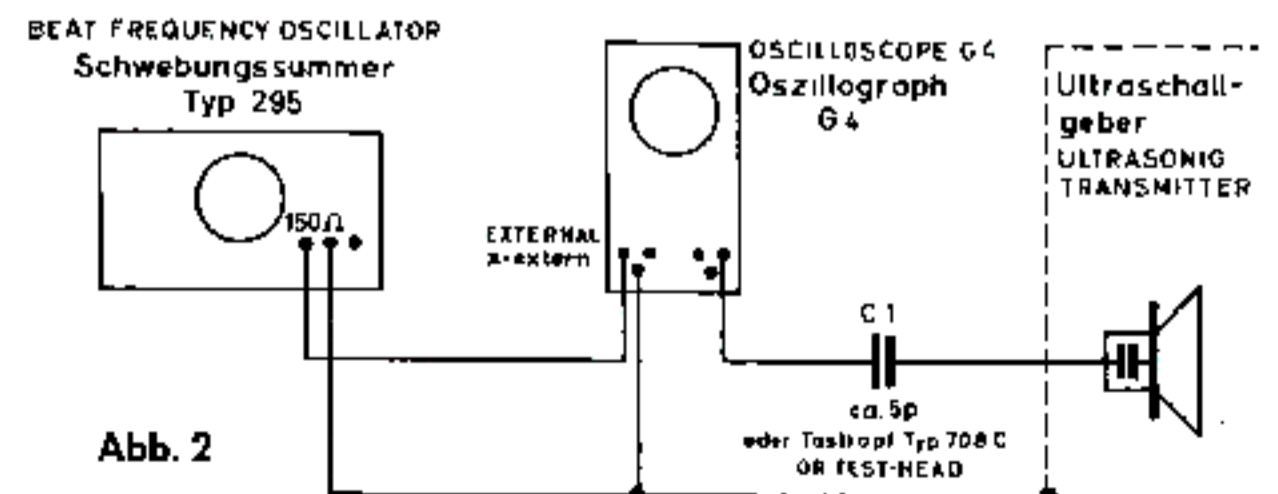 BEAT FREQUENCY OSCILLATOR
Schwebungssummer
Typ 295
150Ω
OSCILLOSCOPE G4
Oszillograph
G4
EXTERNAL
x-extern
Ultraschall-
geber
ULTRASONIG
TRANSMITTER
C 1
ca. 5p
oder Tastkopf Typ 708 C
OR TEST-HEAD
Abb. 2